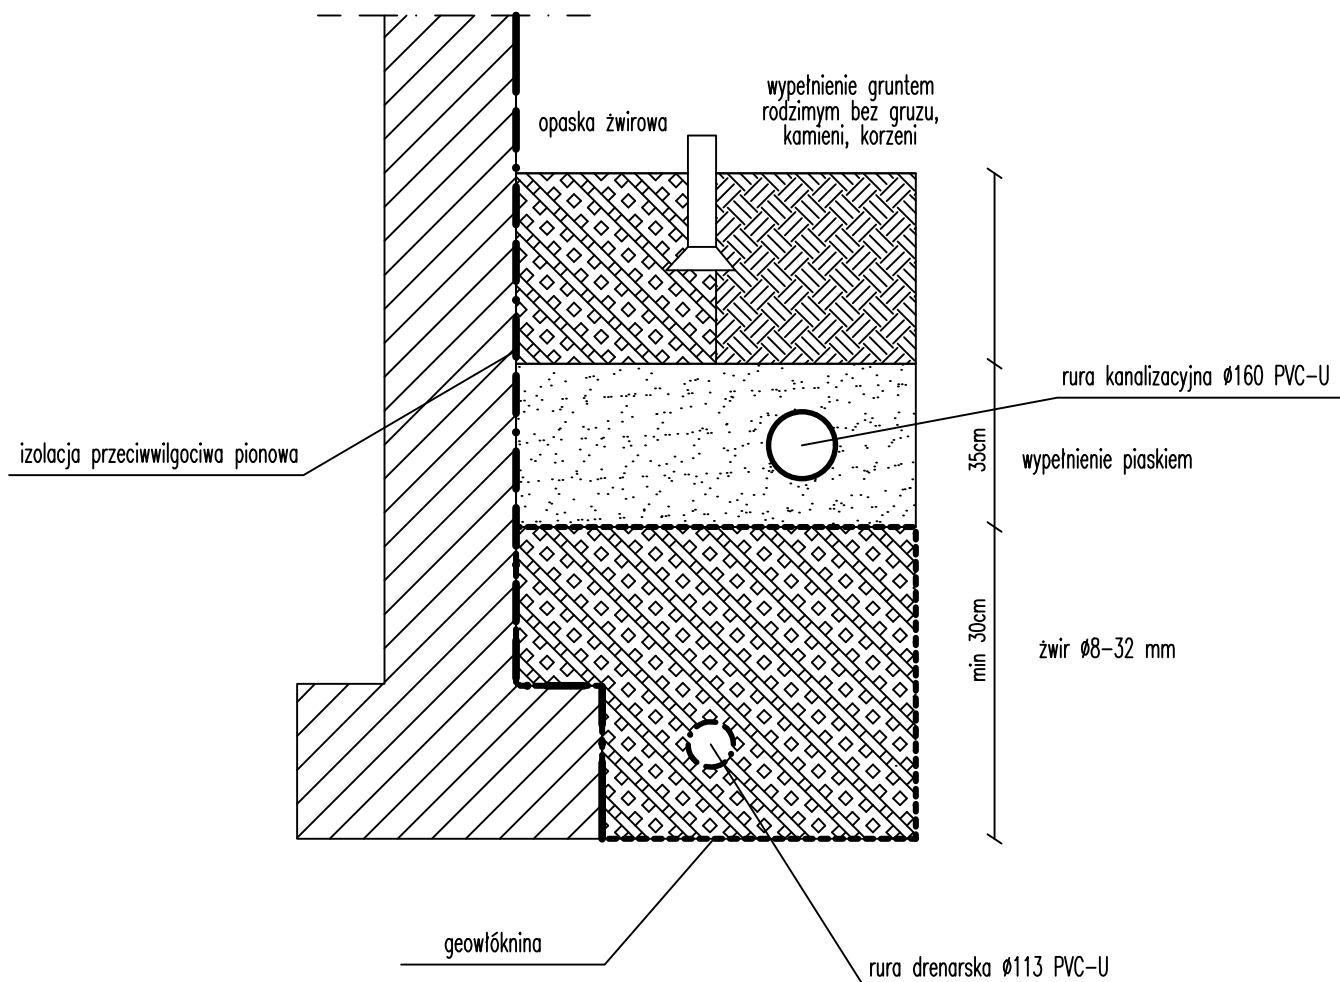 wypełnienie gruntem
rodzimym bez gruzu,
kamieni, korzeni
opaska żwirowa
rura kanalizacyjna Ø160 PVC-U
izolacja przeciwwilgociwa pionowa
35cm
wypełnienie piaskiem
min 30cm
żwir Ø8-32 mm
geowłóknina
rura drenarska Ø113 PVC-U